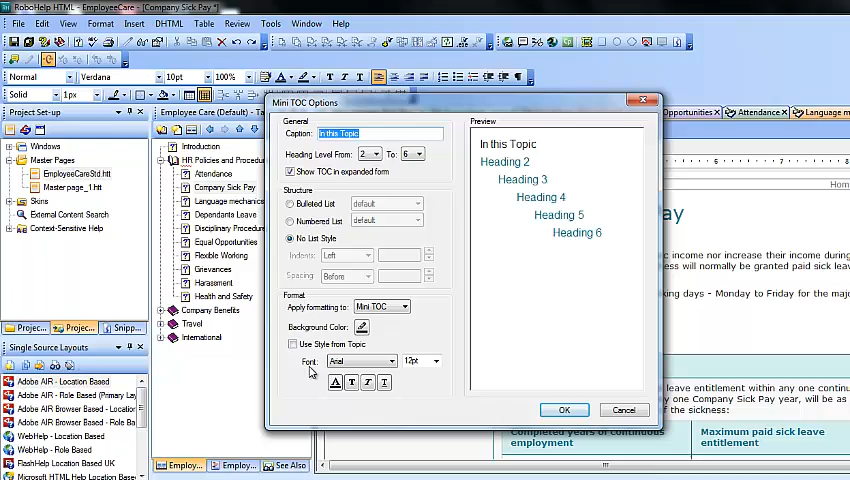 RoboHelp HTML - EmployeeCare - [Company Sick Pay *]
File Edit View Format Insert DHTML Table Review Tools Window Help
Normal Verdana 10pt 100%
Solid 1px
Project Set-up
Windows
Master Pages
EmployeeCareStd.htt
Master page_1.htt
Skins
External Content Search
Context-Sensitive Help
Projec... Projec... Snipp...
Single Source Layouts
Adobe AIR - Location Based
Adobe AIR - Role Based (Primary Lay
Adobe AIR Browser Based - Location
Adobe AIR Browser Based - Role Ba
WebHelp - Location Based
WebHelp - Role Based
FlashHelp Location Based UK
Microsoft HTML Help Location Based
Employee Care (Default) - Ta
Introduction
HR Policies and Procedu
Attendance
Company Sick Pay
Language mechanics
Dependants Leave
Disciplinary Procedure
Equal Opportunities
Flexible Working
Grievances
Harassment
Health and Safety
Company Benefits
Travel
International
Employ... Employ... See Also
Mini TOC Options
General
Caption: In this Topic
Heading Level From: 2 To: 6
Show TOC in expanded form
Structure
Bulleted List default
Numbered List default
No List Style
Indents: Left
Spacing: Before
Format
Apply formatting to: Mini TOC
Background Color:
Use Style from Topic
Font: Arial 12pt
Preview
In this Topic
Heading 2
Heading 3
Heading 4
Heading 5
Heading 6
OK Cancel
Opportunities Attendance Language m
Hom
ay
income nor increase their income during
ss will normally be granted paid sick leave
king days - Monday to Friday for the majo
leave entitlement within any one continu
y one Company Sick Pay year, will be as
of the sickness:
Completed years of continuous employment
Maximum paid sick leave entitlement